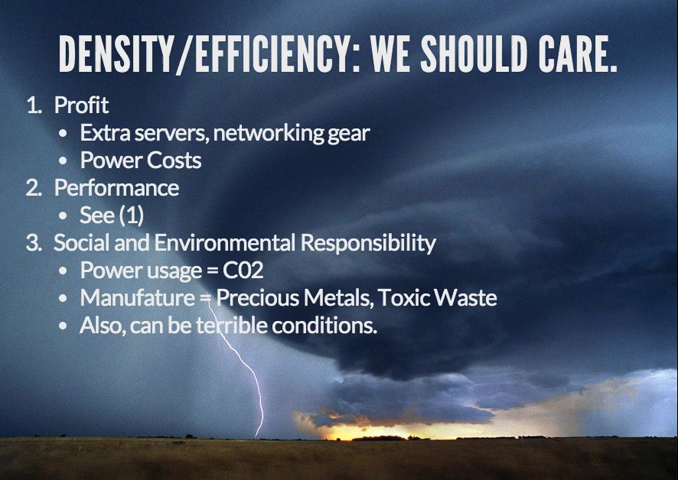 DENSITY/EFFICIENCY: WE SHOULD CARE.
1. Profit
• Extra servers, networking gear
• Power Costs
2. Performance
• See (1)
3. Social and Environmental Responsibility
• Power usage = C02
• Manufature = Precious Metals, Toxic Waste
• Also, can be terrible conditions.